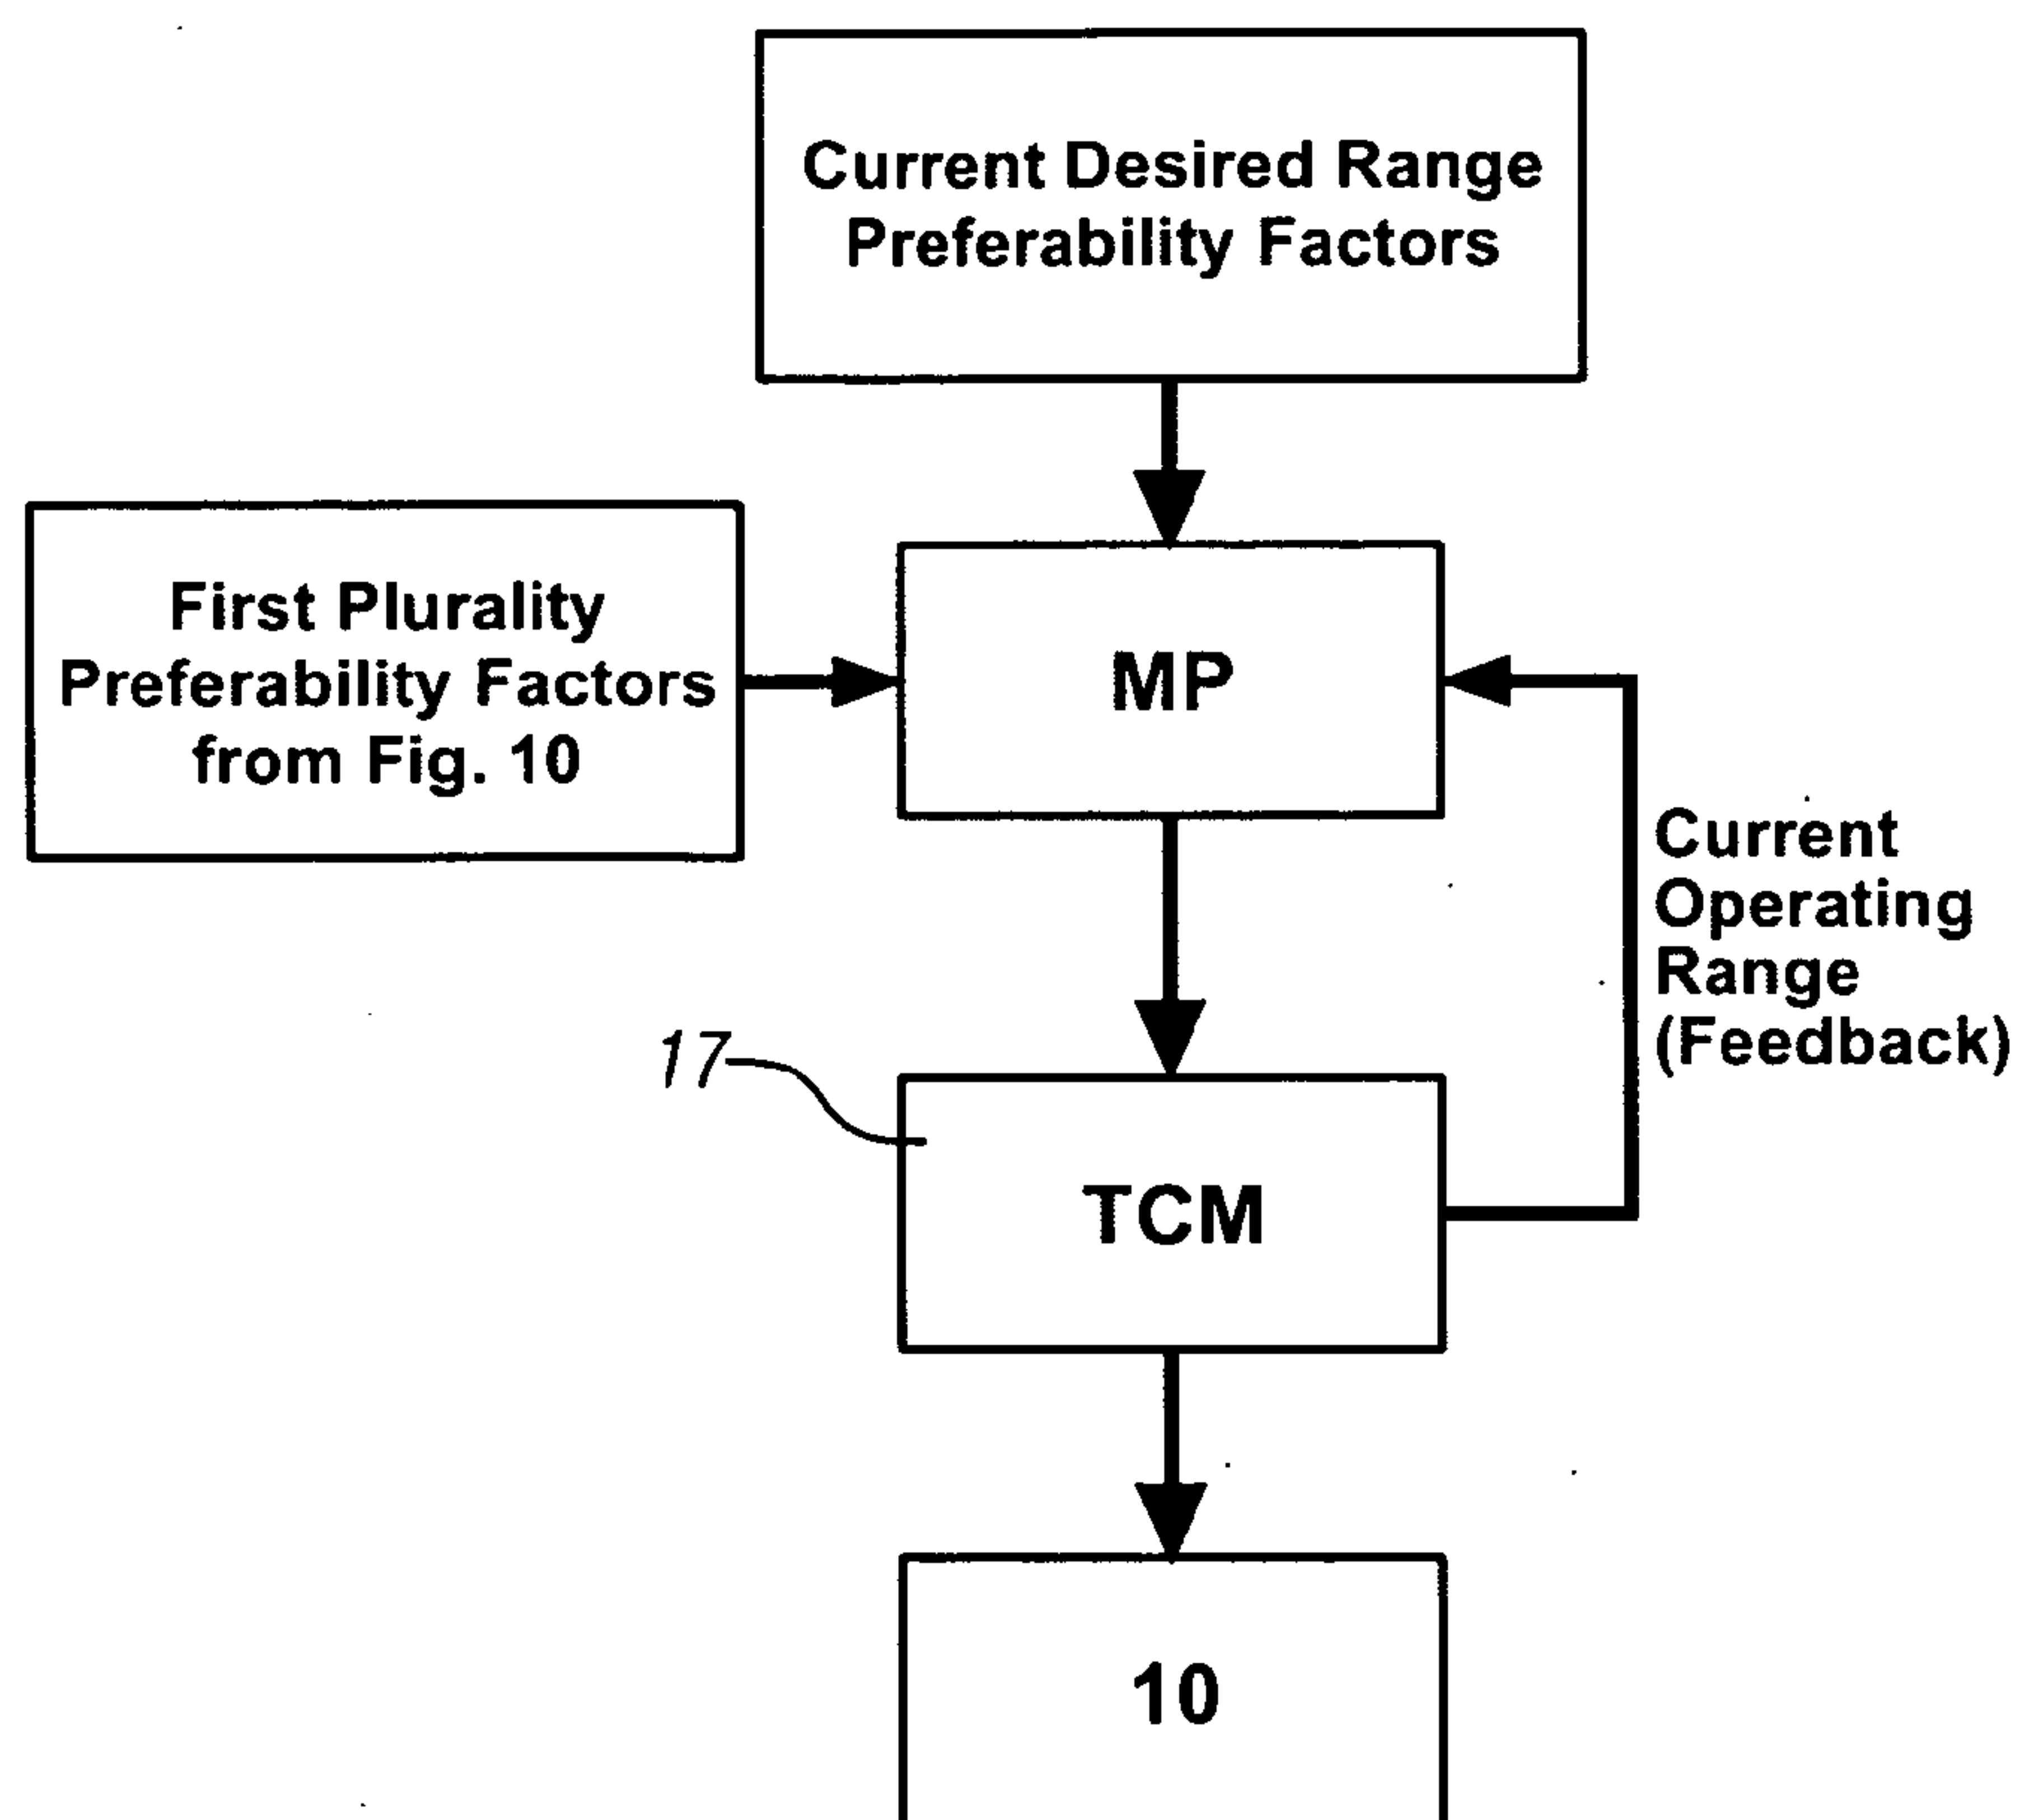 Current Desired Range
Preferability Factors
First Plurality
Preferability Factors
from Fig. 10
MP
Current
Operating
Range
(Feedback)
17
TCM
10